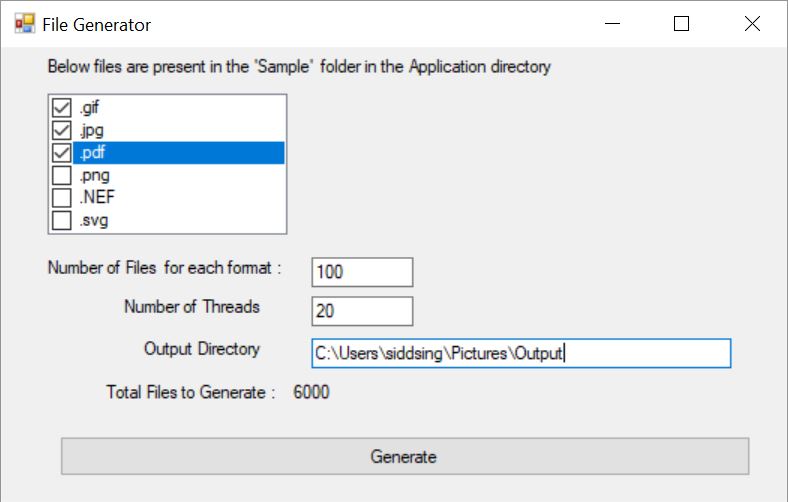 File Generator
Below files are present in the 'Sample' folder in the Application directory
.gif
.jpg
.pdf
.png
.NEF
.svg
Number of Files for each format : 100
Number of Threads 20
Output Directory C:\Users\siddsing\Pictures\Output
Total Files to Generate : 6000
Generate